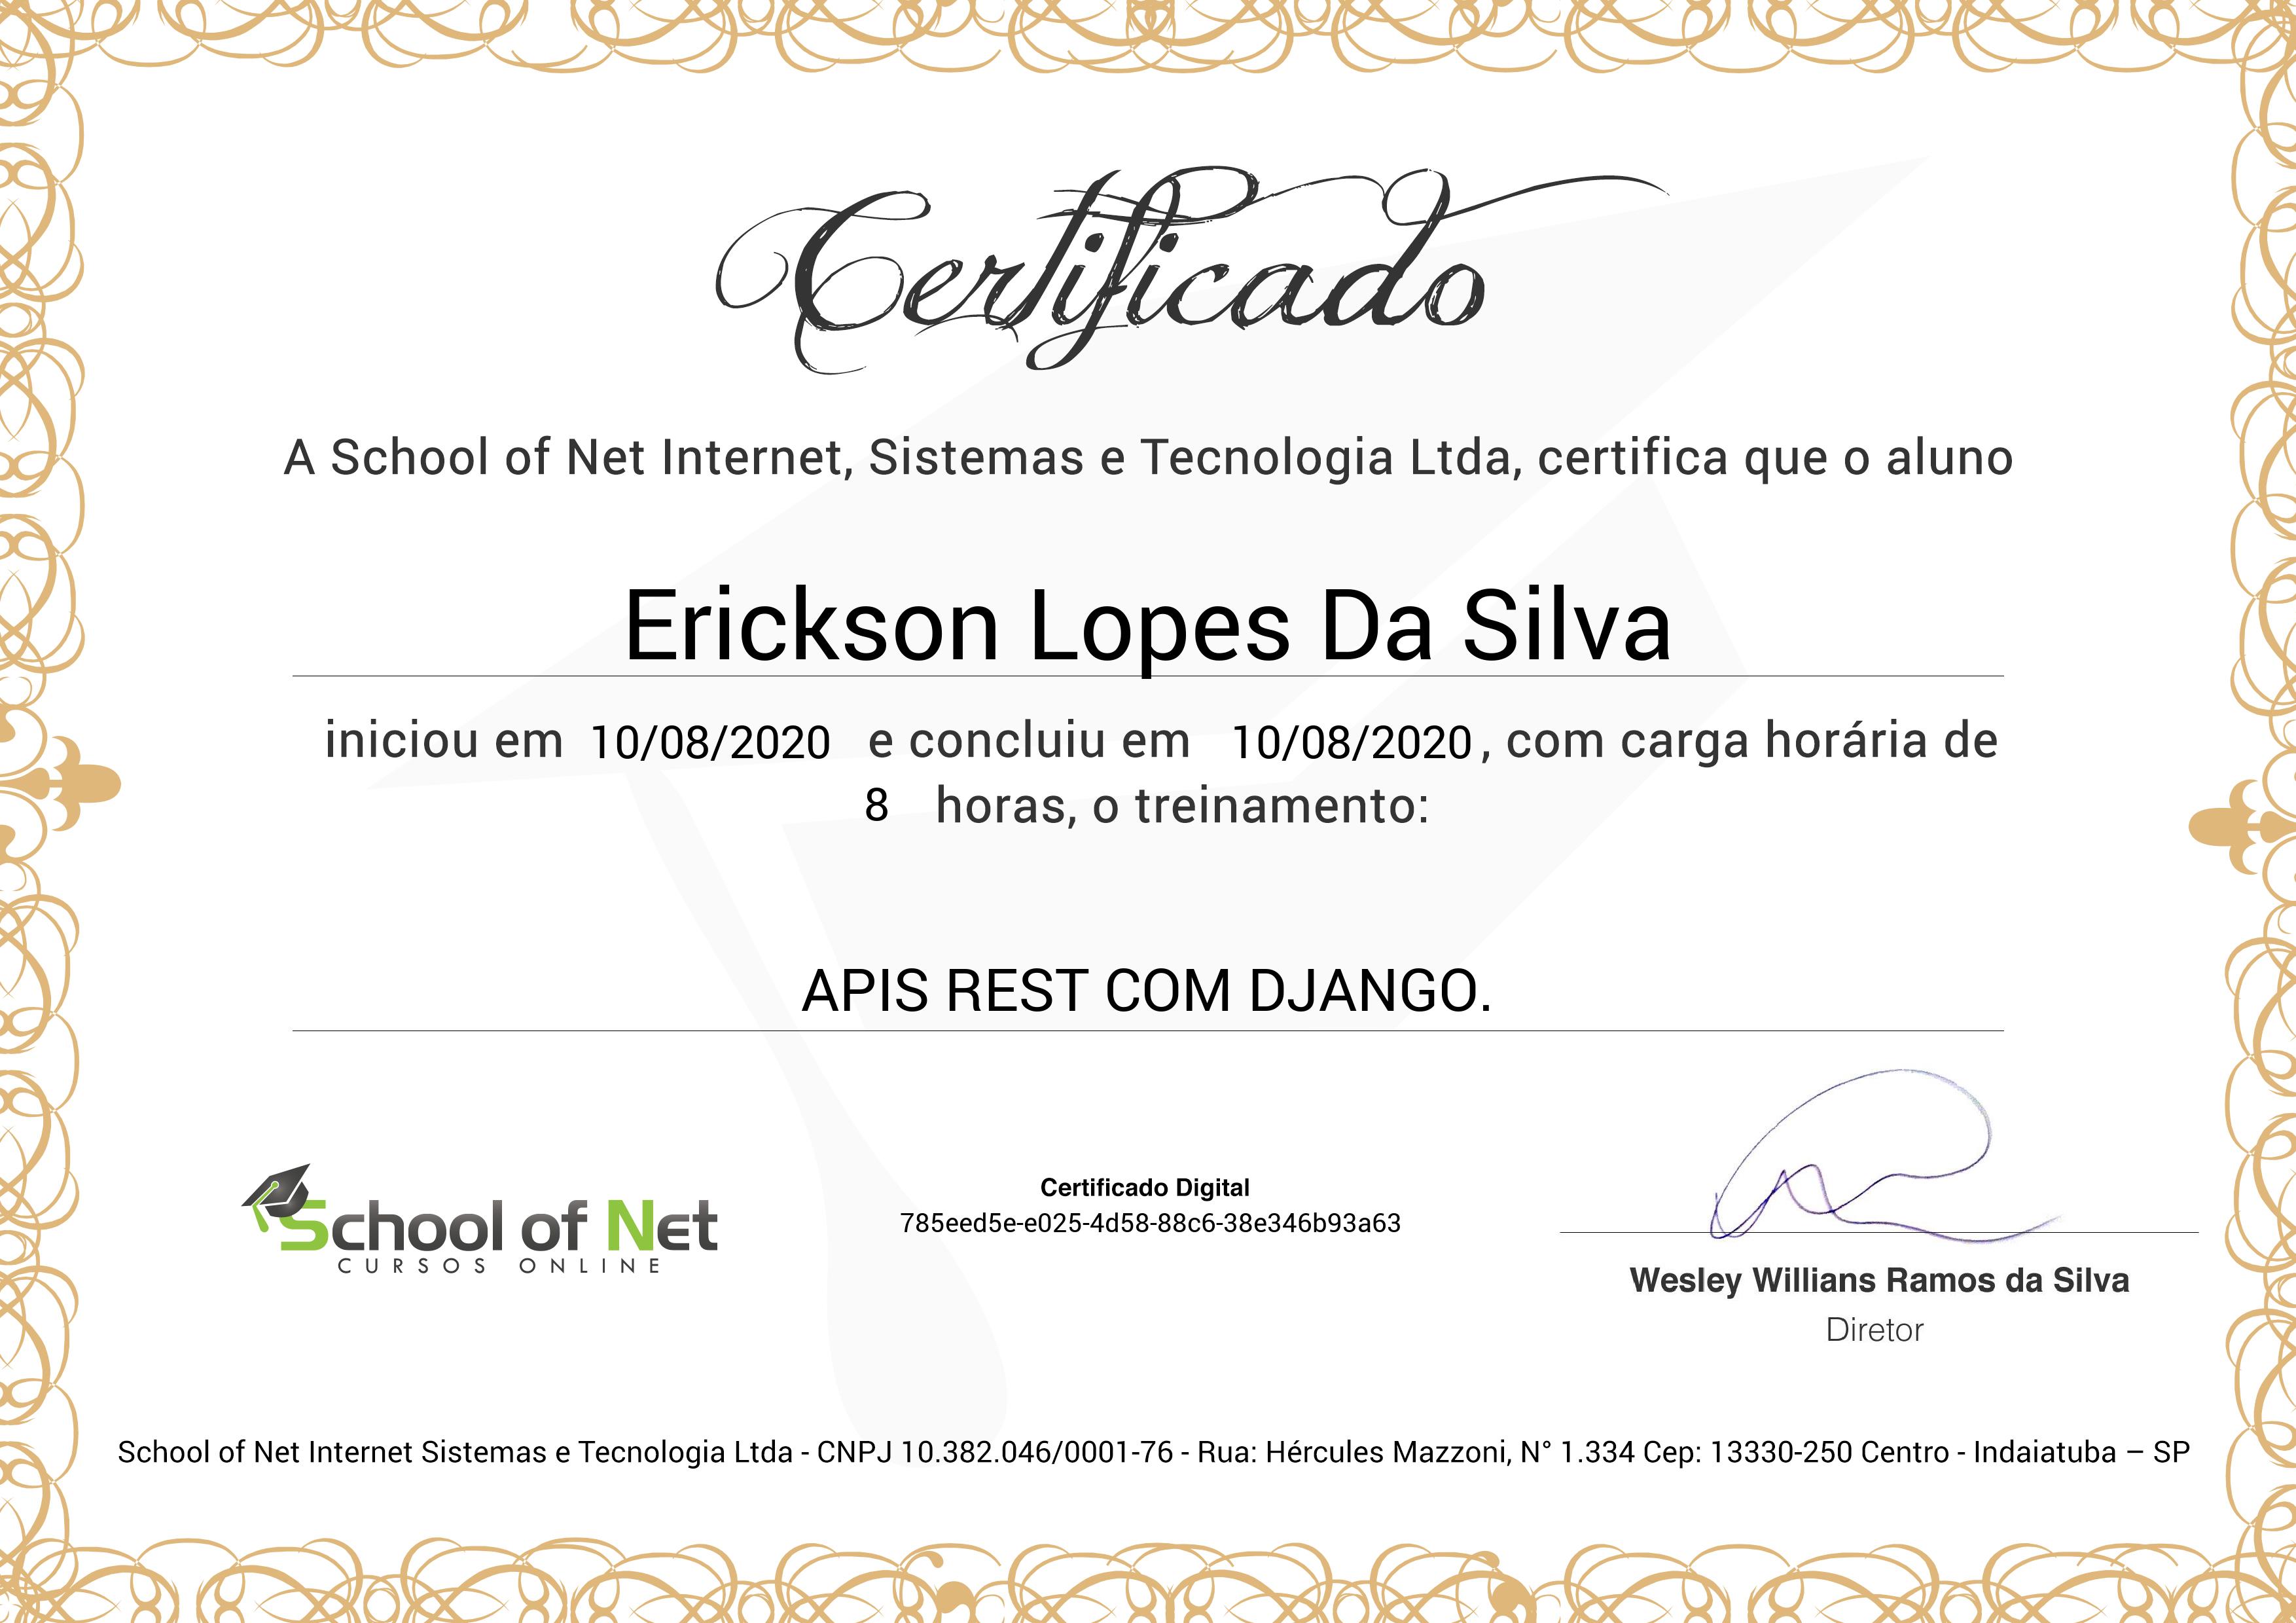 Certificado
A School of Net Internet, Sistemas e Tecnologia Ltda, certifica que o aluno
Erickson Lopes Da Silva
iniciou em 10/08/2020 e concluiu em 10/08/2020, com carga horária de
8 horas, o treinamento:
APIS REST COM DJANGO.
School of Net
CURSOS ONLINE
Certificado Digital
785eed5e-e025-4d58-88c6-38e346b93a63
Wesley Willians Ramos da Silva
Diretor
School of Net Internet Sistemas e Tecnologia Ltda - CNPJ 10.382.046/0001-76 - Rua: Hércules Mazzoni, N° 1.334 Cep: 13330-250 Centro - Indaiatuba – SP